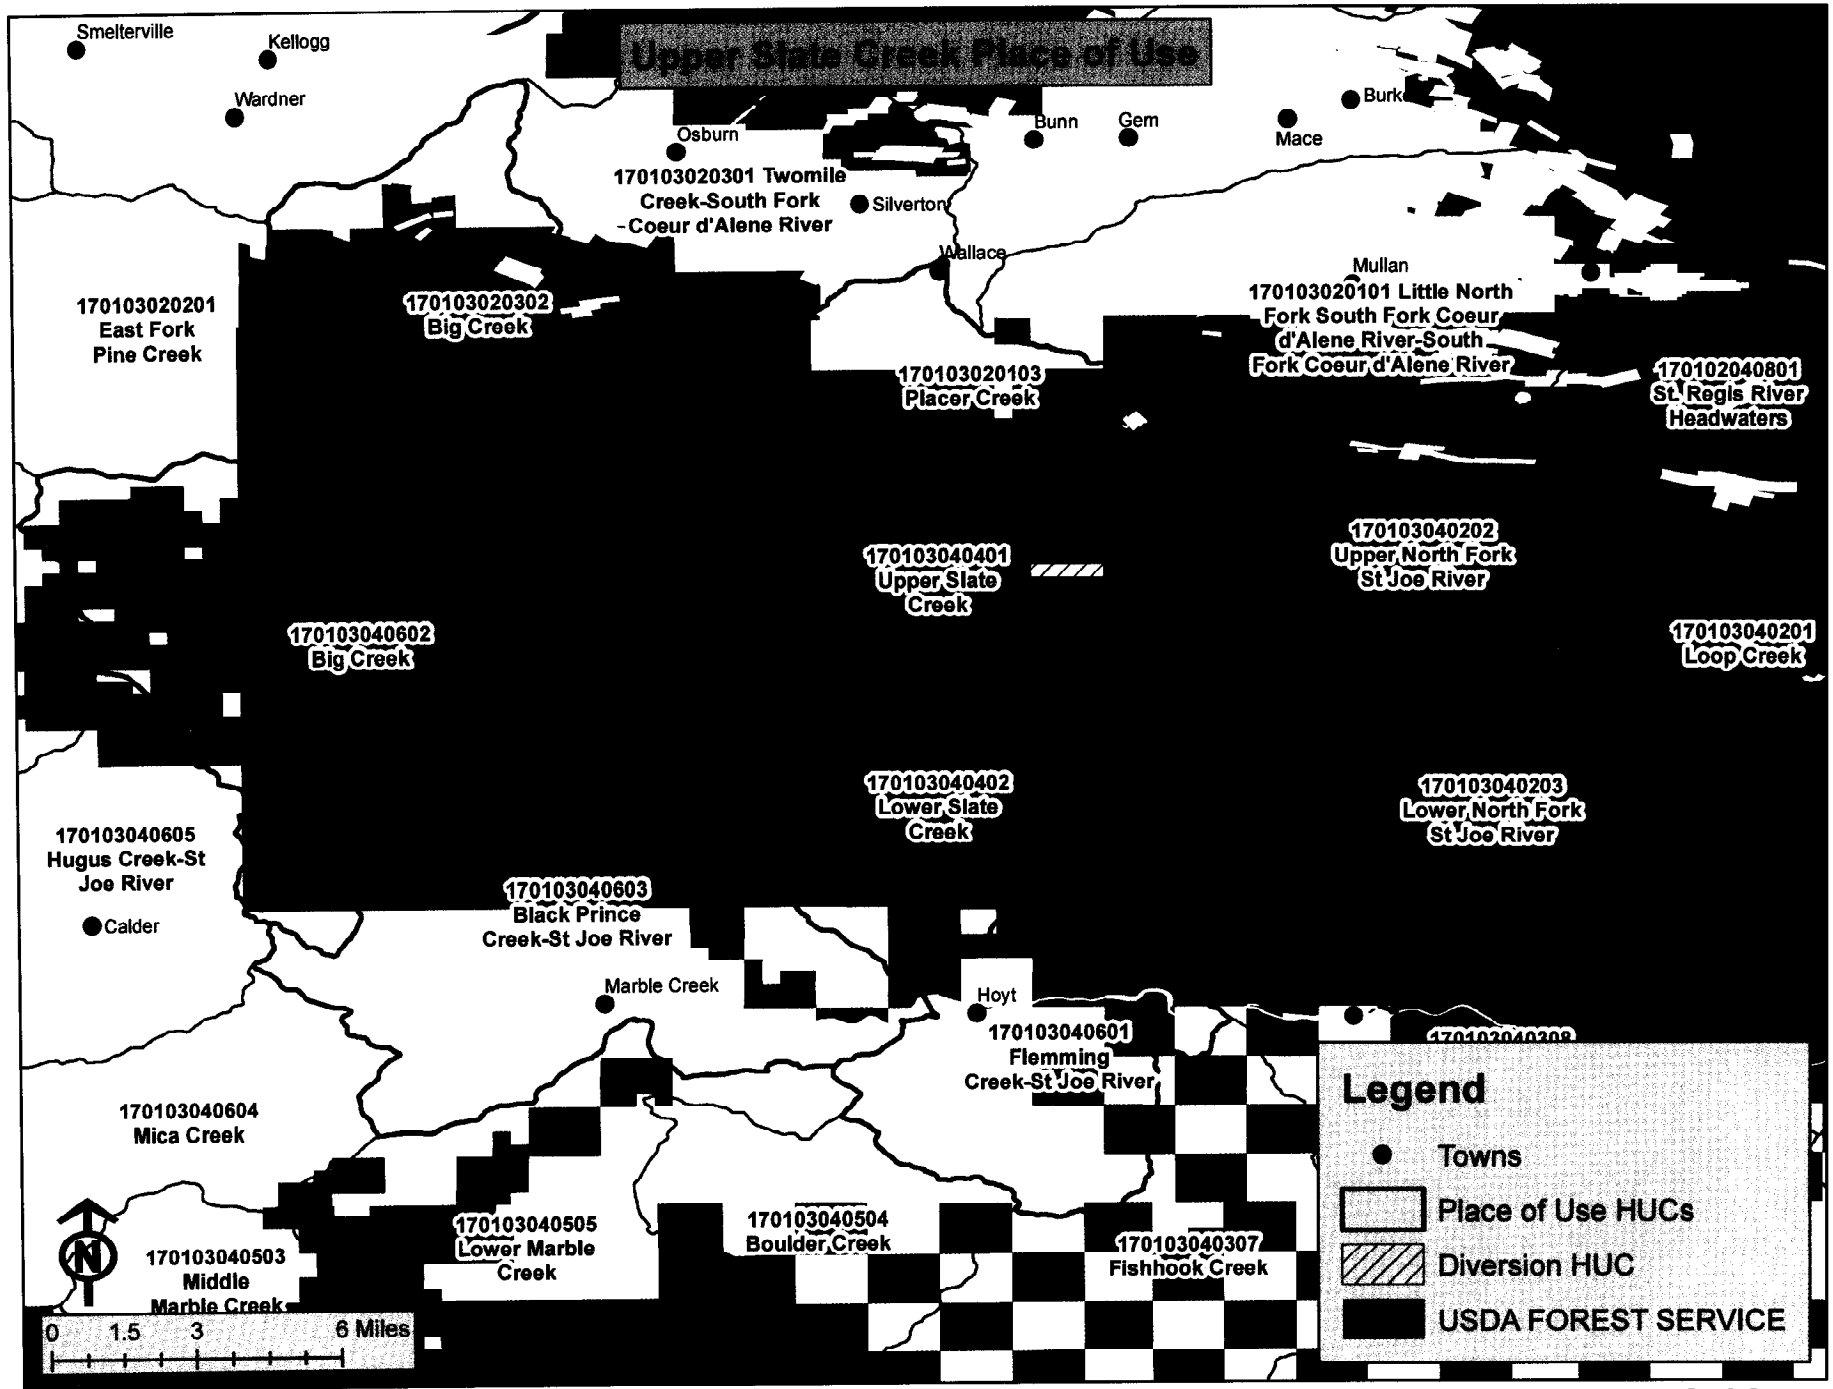 Upper Slate Creek Place of Use
Smelterville
Kellogg
Wardner
Osburn
Bunn
Gem
Mace
Burke
170103020301 Twomile
Creek-South Fork
Coeur d'Alene River
Silverton
Wallace
Mullan
170103020201
East Fork
Pine Creek
170103020302
Big Creek
170103020101 Little North
Fork South Fork Coeur
d'Alene River-South
Fork Coeur d'Alene River
170103020103
Placer Creek
170102040801
St. Regis River
Headwaters
170103040401
Upper Slate
Creek
170103040202
Upper North Fork
St Joe River
170103040602
Big Creek
170103040201
Loop Creek
170103040402
Lower Slate
Creek
170103040203
Lower North Fork
St Joe River
170103040605
Hugus Creek-St
Joe River
Calder
170103040603
Black Prince
Creek-St Joe River
Marble Creek
Hoyt
170103040601
Flemming
Creek-St Joe River
170103040308
170103040604
Mica Creek
170103040505
Lower Marble
Creek
170103040504
Boulder Creek
170103040307
Fishhook Creek
170103040503
Middle
Marble Creek
N
0 1.5 3 6 Miles
Legend
Towns
Place of Use HUCs
Diversion HUC
USDA FOREST SERVICE